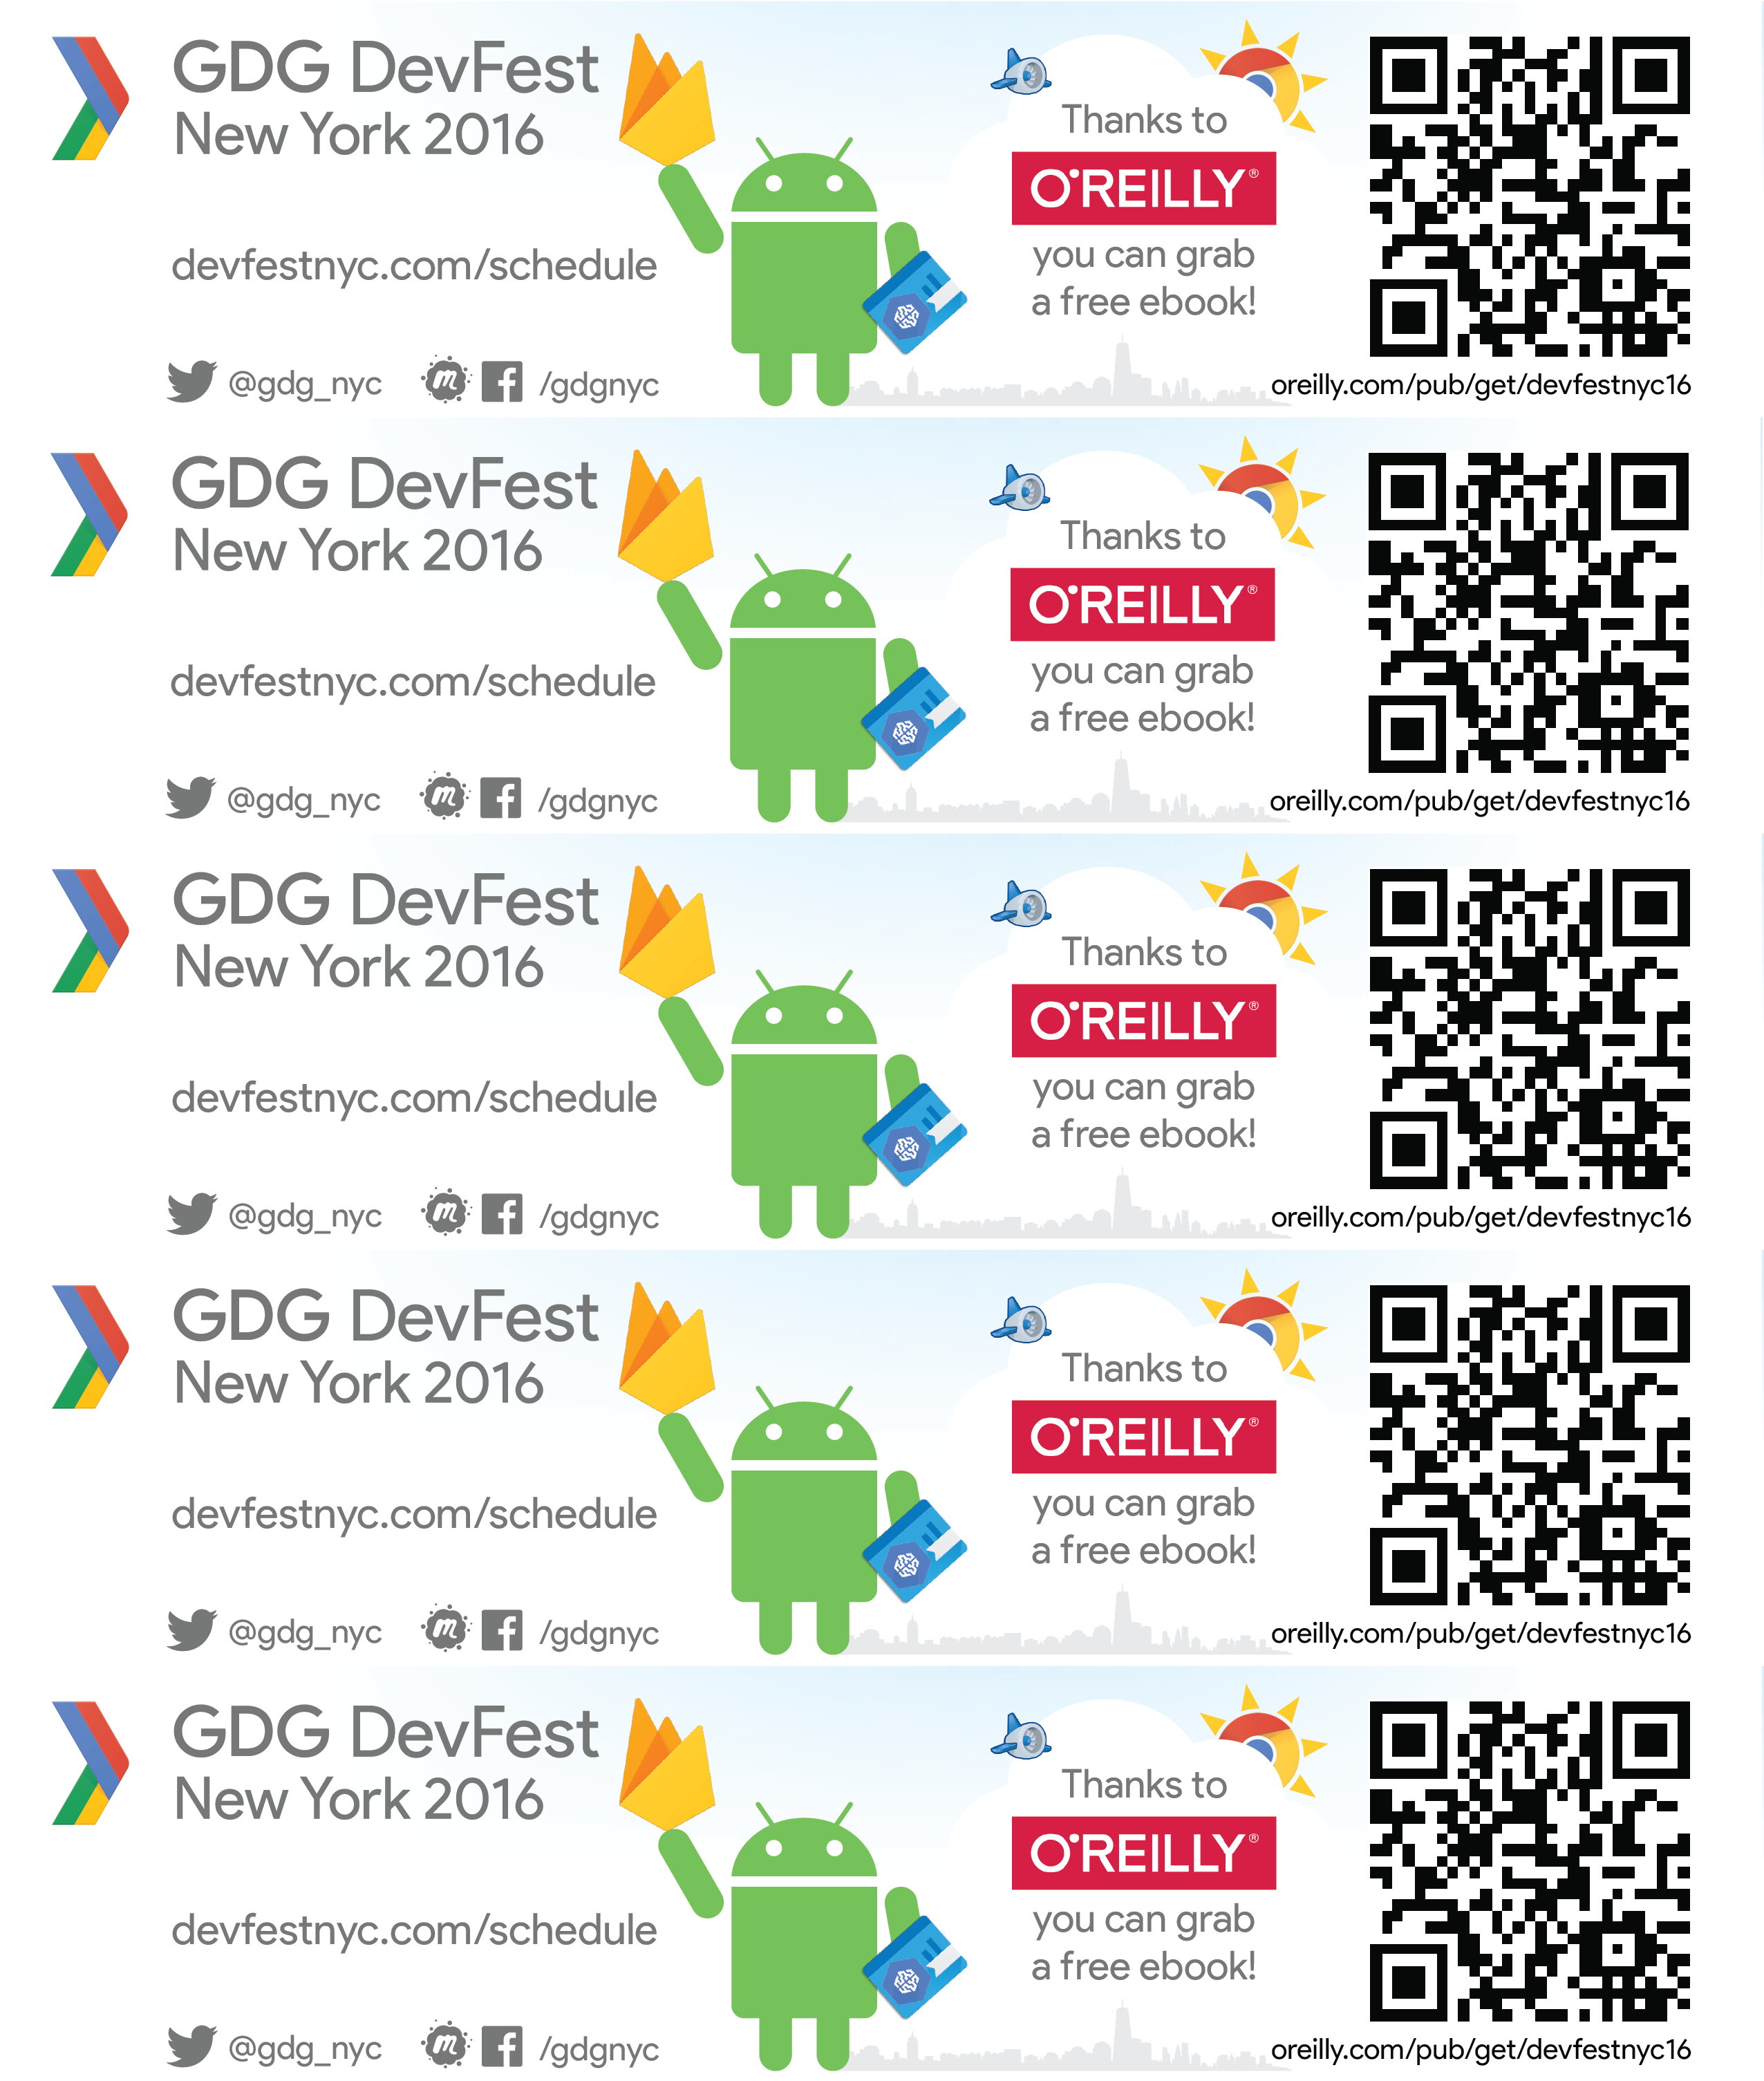 GDG DevFest
New York 2016
devfestnyc.com/schedule
@gdg_nyc
m f /gdgnyc
Thanks to
O'REILLY®
you can grab
a free ebook!
oreilly.com/pub/get/devfestnyc16
GDG DevFest
New York 2016
devfestnyc.com/schedule
@gdg_nyc
m f /gdgnyc
Thanks to
O'REILLY®
you can grab
a free ebook!
oreilly.com/pub/get/devfestnyc16
GDG DevFest
New York 2016
devfestnyc.com/schedule
@gdg_nyc
m f /gdgnyc
Thanks to
O'REILLY®
you can grab
a free ebook!
oreilly.com/pub/get/devfestnyc16
GDG DevFest
New York 2016
devfestnyc.com/schedule
@gdg_nyc
m f /gdgnyc
Thanks to
O'REILLY®
you can grab
a free ebook!
oreilly.com/pub/get/devfestnyc16
GDG DevFest
New York 2016
devfestnyc.com/schedule
@gdg_nyc
m f /gdgnyc
Thanks to
O'REILLY®
you can grab
a free ebook!
oreilly.com/pub/get/devfestnyc16